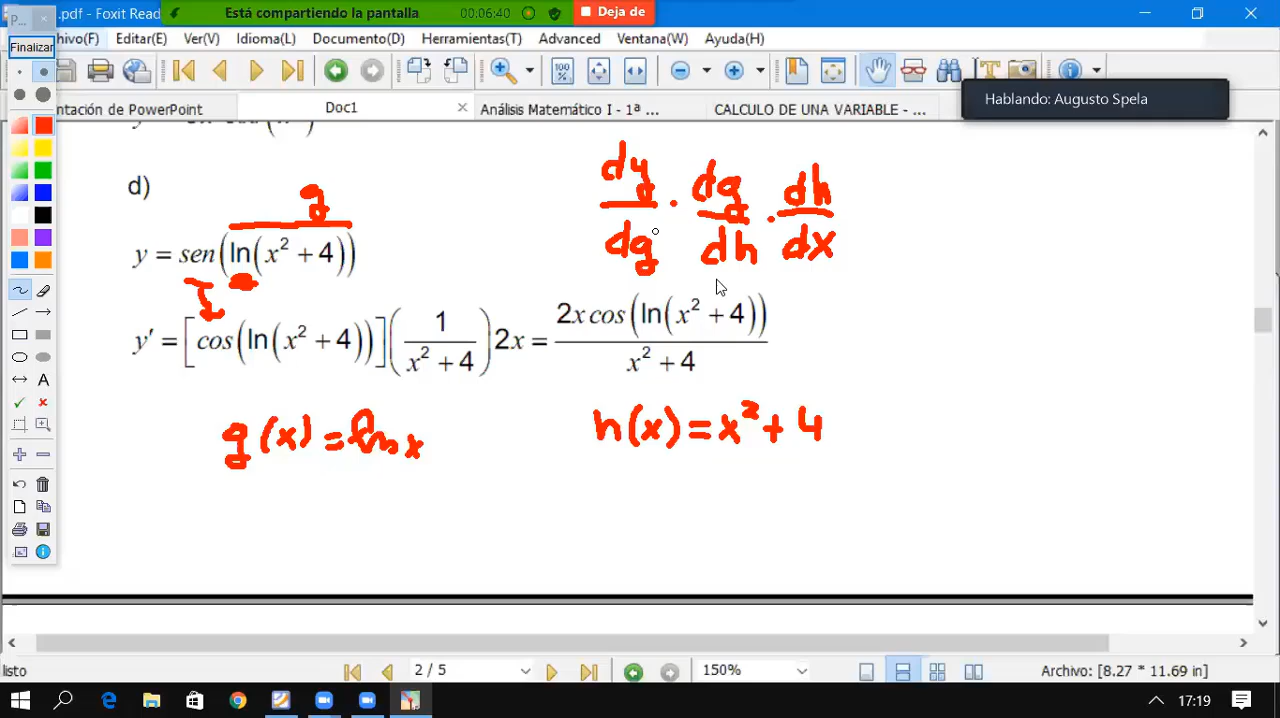 P...
.pdf - Foxit Read
Está compartiendo la pantalla
00:06:40
Deja de
Finalizar
hivo(F)
Editar(E)
Ver(V)
Idioma(L)
Documento(D)
Herramientas(T)
Advanced
Ventana(W)
Ayuda(H)
entación de PowerPoint
Doc1
Análisis Matemático I - 1ª ...
CALCULO DE UNA VARIABLE - ...
Hablando: Augusto Spela
d)
g
dy/dg · dg/dh · dh/dx
y = sen(ln(x² + 4))
y' = [cos(ln(x² + 4))](1/(x² + 4))2x = 2x cos(ln(x² + 4))/(x² + 4)
g(x) = ln x
h(x) = x² + 4
listo
2 / 5
150%
Archivo: [8.27 * 11.69 in]
17:19